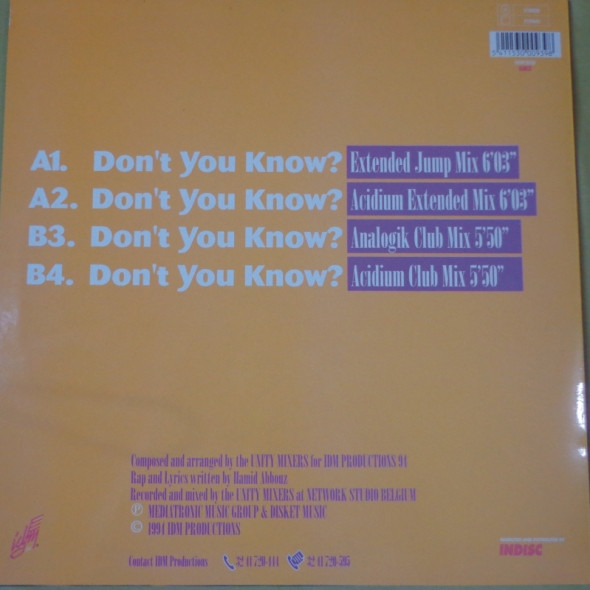 A1. Don't You Know? Extended Jump Mix 6'03"
A2. Don't You Know? Acidium Extended Mix 6'03"
B3. Don't You Know? Analogik Club Mix 5'50"
B4. Don't You Know? Acidium Club Mix 5'50"
Composed and arranged by the UNITY MIXERS for IDM PRODUCTIONS 94
Rap and Lyrics written by Hamid Abbouz
Recorded and mixed by the UNITY MIXERS at NETWORK STUDIO BELGIUM
Ⓟ MEDIATRONIC MUSIC GROUP & DISKET MUSIC
© 1994 IDM PRODUCTIONS
Contact IDM Productions
INDISC